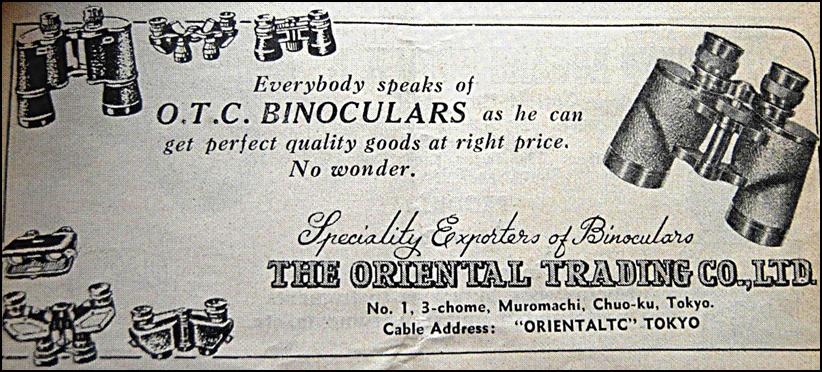 Everybody speaks of
O.T.C. BINOCULARS as he can
get perfect quality goods at right price.
No wonder.
Speciality Exporters of Binoculars
THE ORIENTAL TRADING CO., LTD.
No. 1, 3-chome, Muromachi, Chuo-ku, Tokyo.
Cable Address: "ORIENTALTC" TOKYO